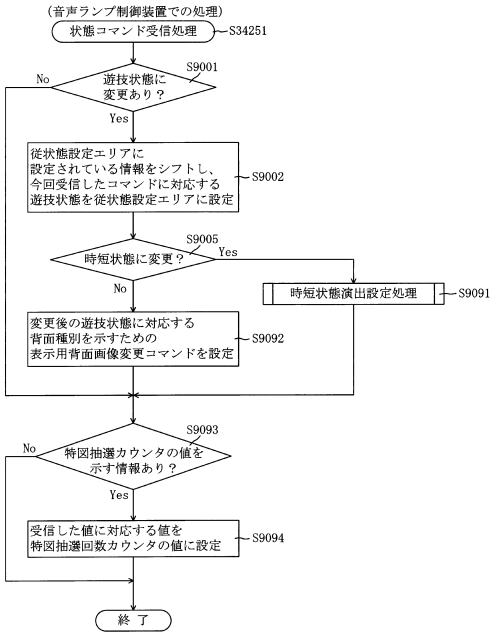 (音声ランプ制御装置での処理)
状態コマンド受信処理
S34251
S9001
遊技状態に
変更あり?
No
Yes
従状態設定エリアに
設定されている情報をシフトし、
今回受信したコマンドに対応する
遊技状態を従状態設定エリアに設定
S9002
S9005
時短状態に変更?
Yes
No
時短状態演出設定処理
S9091
変更後の遊技状態に対応する
背面種別を示すための
表示用背面画像変更コマンドを設定
S9092
S9093
特図抽選カウンタの値を
示す情報あり?
No
Yes
受信した値に対応する値を
特図抽選回数カウンタの値に設定
S9094
終了